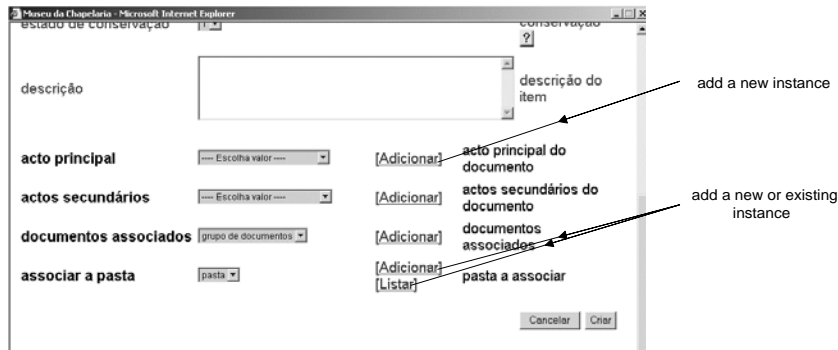 Museu da Chapelaria - Microsoft Internet Explorer
estado de conservação 1 conservação
?
descrição descrição do
item
add a new instance
acto principal ---- Escolha valor ---- [Adicionar] acto principal do
documento
actos secundários ---- Escolha valor ---- [Adicionar] actos secundários do
documento
add a new or existing
instance
documentos associados grupo de documentos [Adicionar] documentos
associados
associar a pasta pasta [Adicionar]
[Listar] pasta a associar
Cancelar Criar